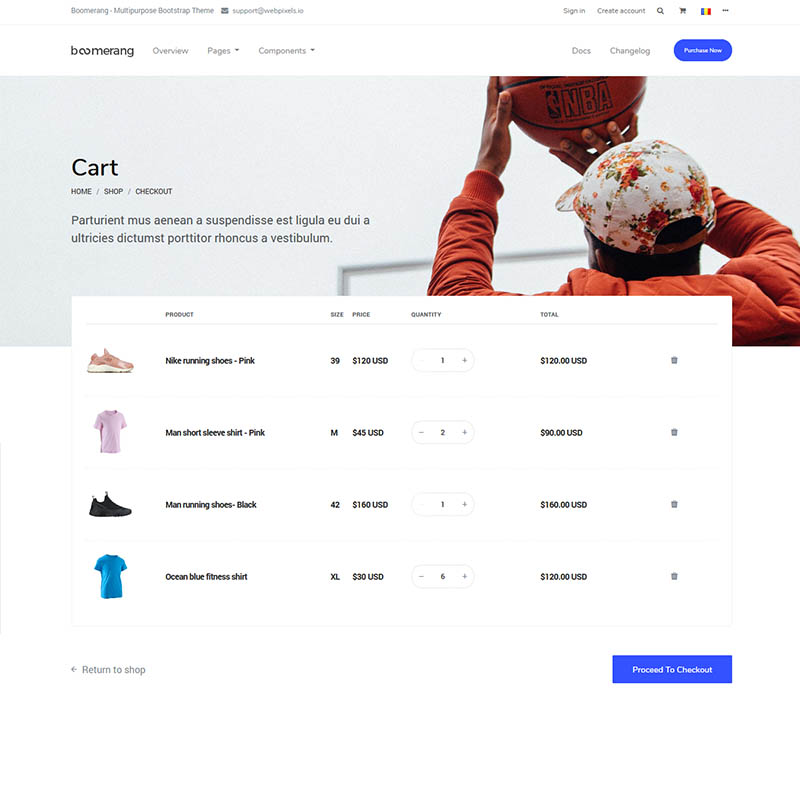 Boomerang - Multipurpose Bootstrap Theme support@webpixels.io Sign in Create account
boomerang Overview Pages Components Docs Changelog Purchase Now
NBA
Cart
HOME / SHOP / CHECKOUT
Parturient mus aenean a suspendisse est ligula eu dui a
ultricies dictumst porttitor rhoncus a vestibulum.
PRODUCT SIZE PRICE QUANTITY TOTAL
Nike running shoes - Pink 39 $120 USD - 1 + $120.00 USD
Man short sleeve shirt - Pink M $45 USD - 2 + $90.00 USD
Man running shoes- Black 42 $160 USD - 1 + $160.00 USD
Ocean blue fitness shirt XL $30 USD - 6 + $120.00 USD
← Return to shop Proceed To Checkout